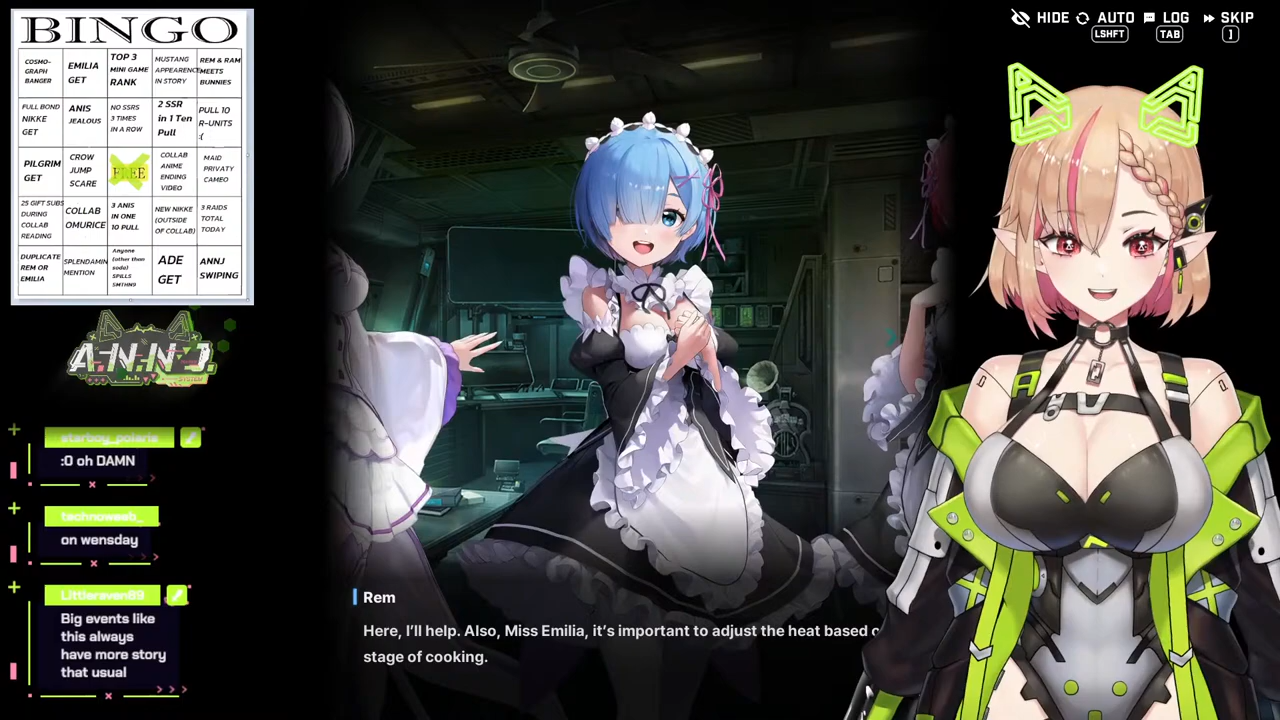 BINGO
COSMO-
GRAPH
BANGER
EMILIA
GET
TOP 3
MINI GAME
RANK
MUSTANG
APPEARENCE
IN STORY
REM & RAM
MEETS
BUNNIES
FULL BOND
NIKKE
GET
ANIS
JEALOUS
NO SSRS
3 TIMES
IN A ROW
2 SSR
in 1 Ten
Pull
PULL 10
R-UNITS
:(
PILGRIM
GET
CROW
JUMP
SCARE
FREE
COLLAB
ANIME
ENDING
VIDEO
MAID
PRIVATY
CAMEO
25 GIFT SUBS
DURING
COLLAB
READING
COLLAB
OMURICE
3 ANIS
IN ONE
10 PULL
NEW NIKKE
(OUTSIDE
OF COLLAB)
3 RAIDS
TOTAL
TODAY
DUPLICATE
REM OR
EMILIA
SPLENDAMIN
MENTION
Anyone
(other then
soda)
SPILLS
SMTHN9
ADE
GET
ANNJ
SWIPING
A.N.N.J.
SYSTEM
starboy_polaris
:0 oh DAMN
technoweeb_
on wensday
Littleraven89
Big events like
this always
have more story
that usual
HIDE
AUTO
LOG
SKIP
LSHFT
TAB
]
Rem
Here, I'll help. Also, Miss Emilia, it's important to adjust the heat based
stage of cooking.